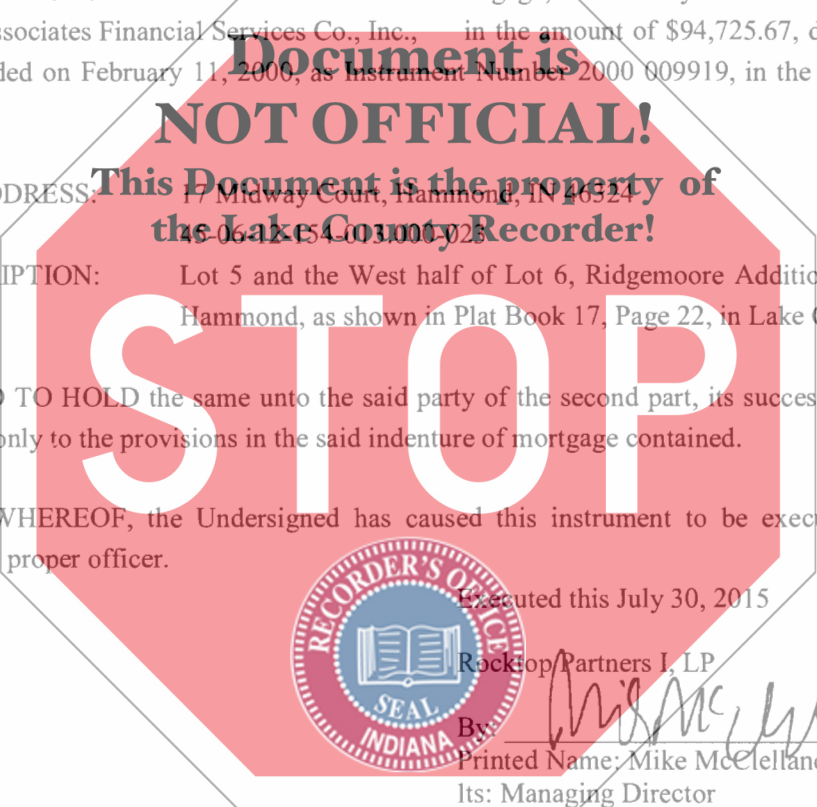 ssociates Financial Services Co., Inc., in the amount of $94,725.67, d
ded on February 11, 2000, as Instrument Number 2000 009919, in the
Document is
NOT OFFICIAL!
This Document is the property of
the Lake County Recorder!
DRESS: 17 Midway Court, Hammond, IN 46324
45-06-12-154-013.000-023
IPTION: Lot 5 and the West half of Lot 6, Ridgemoore Additio
Hammond, as shown in Plat Book 17, Page 22, in Lake C
STOP
TO HOLD the same unto the said party of the second part, its succes
only to the provisions in the said indenture of mortgage contained.
WHEREOF, the Undersigned has caused this instrument to be execu
proper officer.
RECORDER'S OFFICE
SEAL
INDIANA
Executed this July 30, 2015
Rocktop Partners I, LP
By:
Printed Name: Mike McClelland
Its: Managing Director